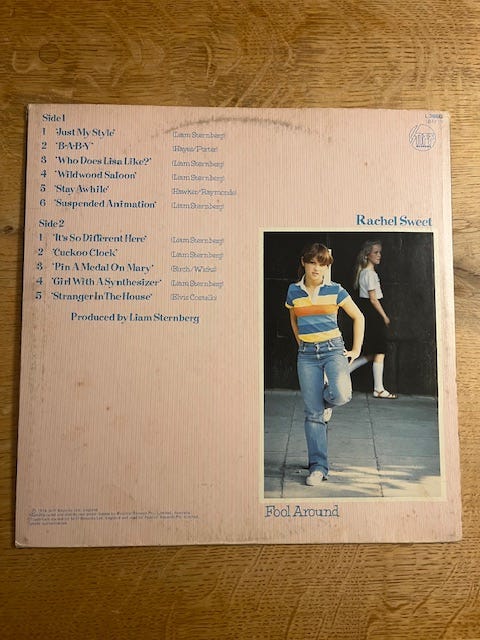 Side 1
1 'Just My Style' (Liam Sternberg)
2 'B-A-B-Y' (Hayes/Porter)
3 'Who Does Lisa Like?' (Liam Sternberg)
4 'Wildwood Saloon' (Liam Sternberg)
5 'Stay Awhile' (Hawker/Raymonde)
6 'Suspended Animation' (Liam Sternberg)
Side 2
1 'It's So Different Here' (Liam Sternberg)
2 'Cuckoo Clock' (Liam Sternberg)
3 'Pin A Medal On Mary' (Birch/Wicks)
4 'Girl With A Synthesizer' (Liam Sternberg)
5 'Stranger In The House' (Elvis Costello)
Produced by Liam Sternberg
Rachel Sweet
Fool Around